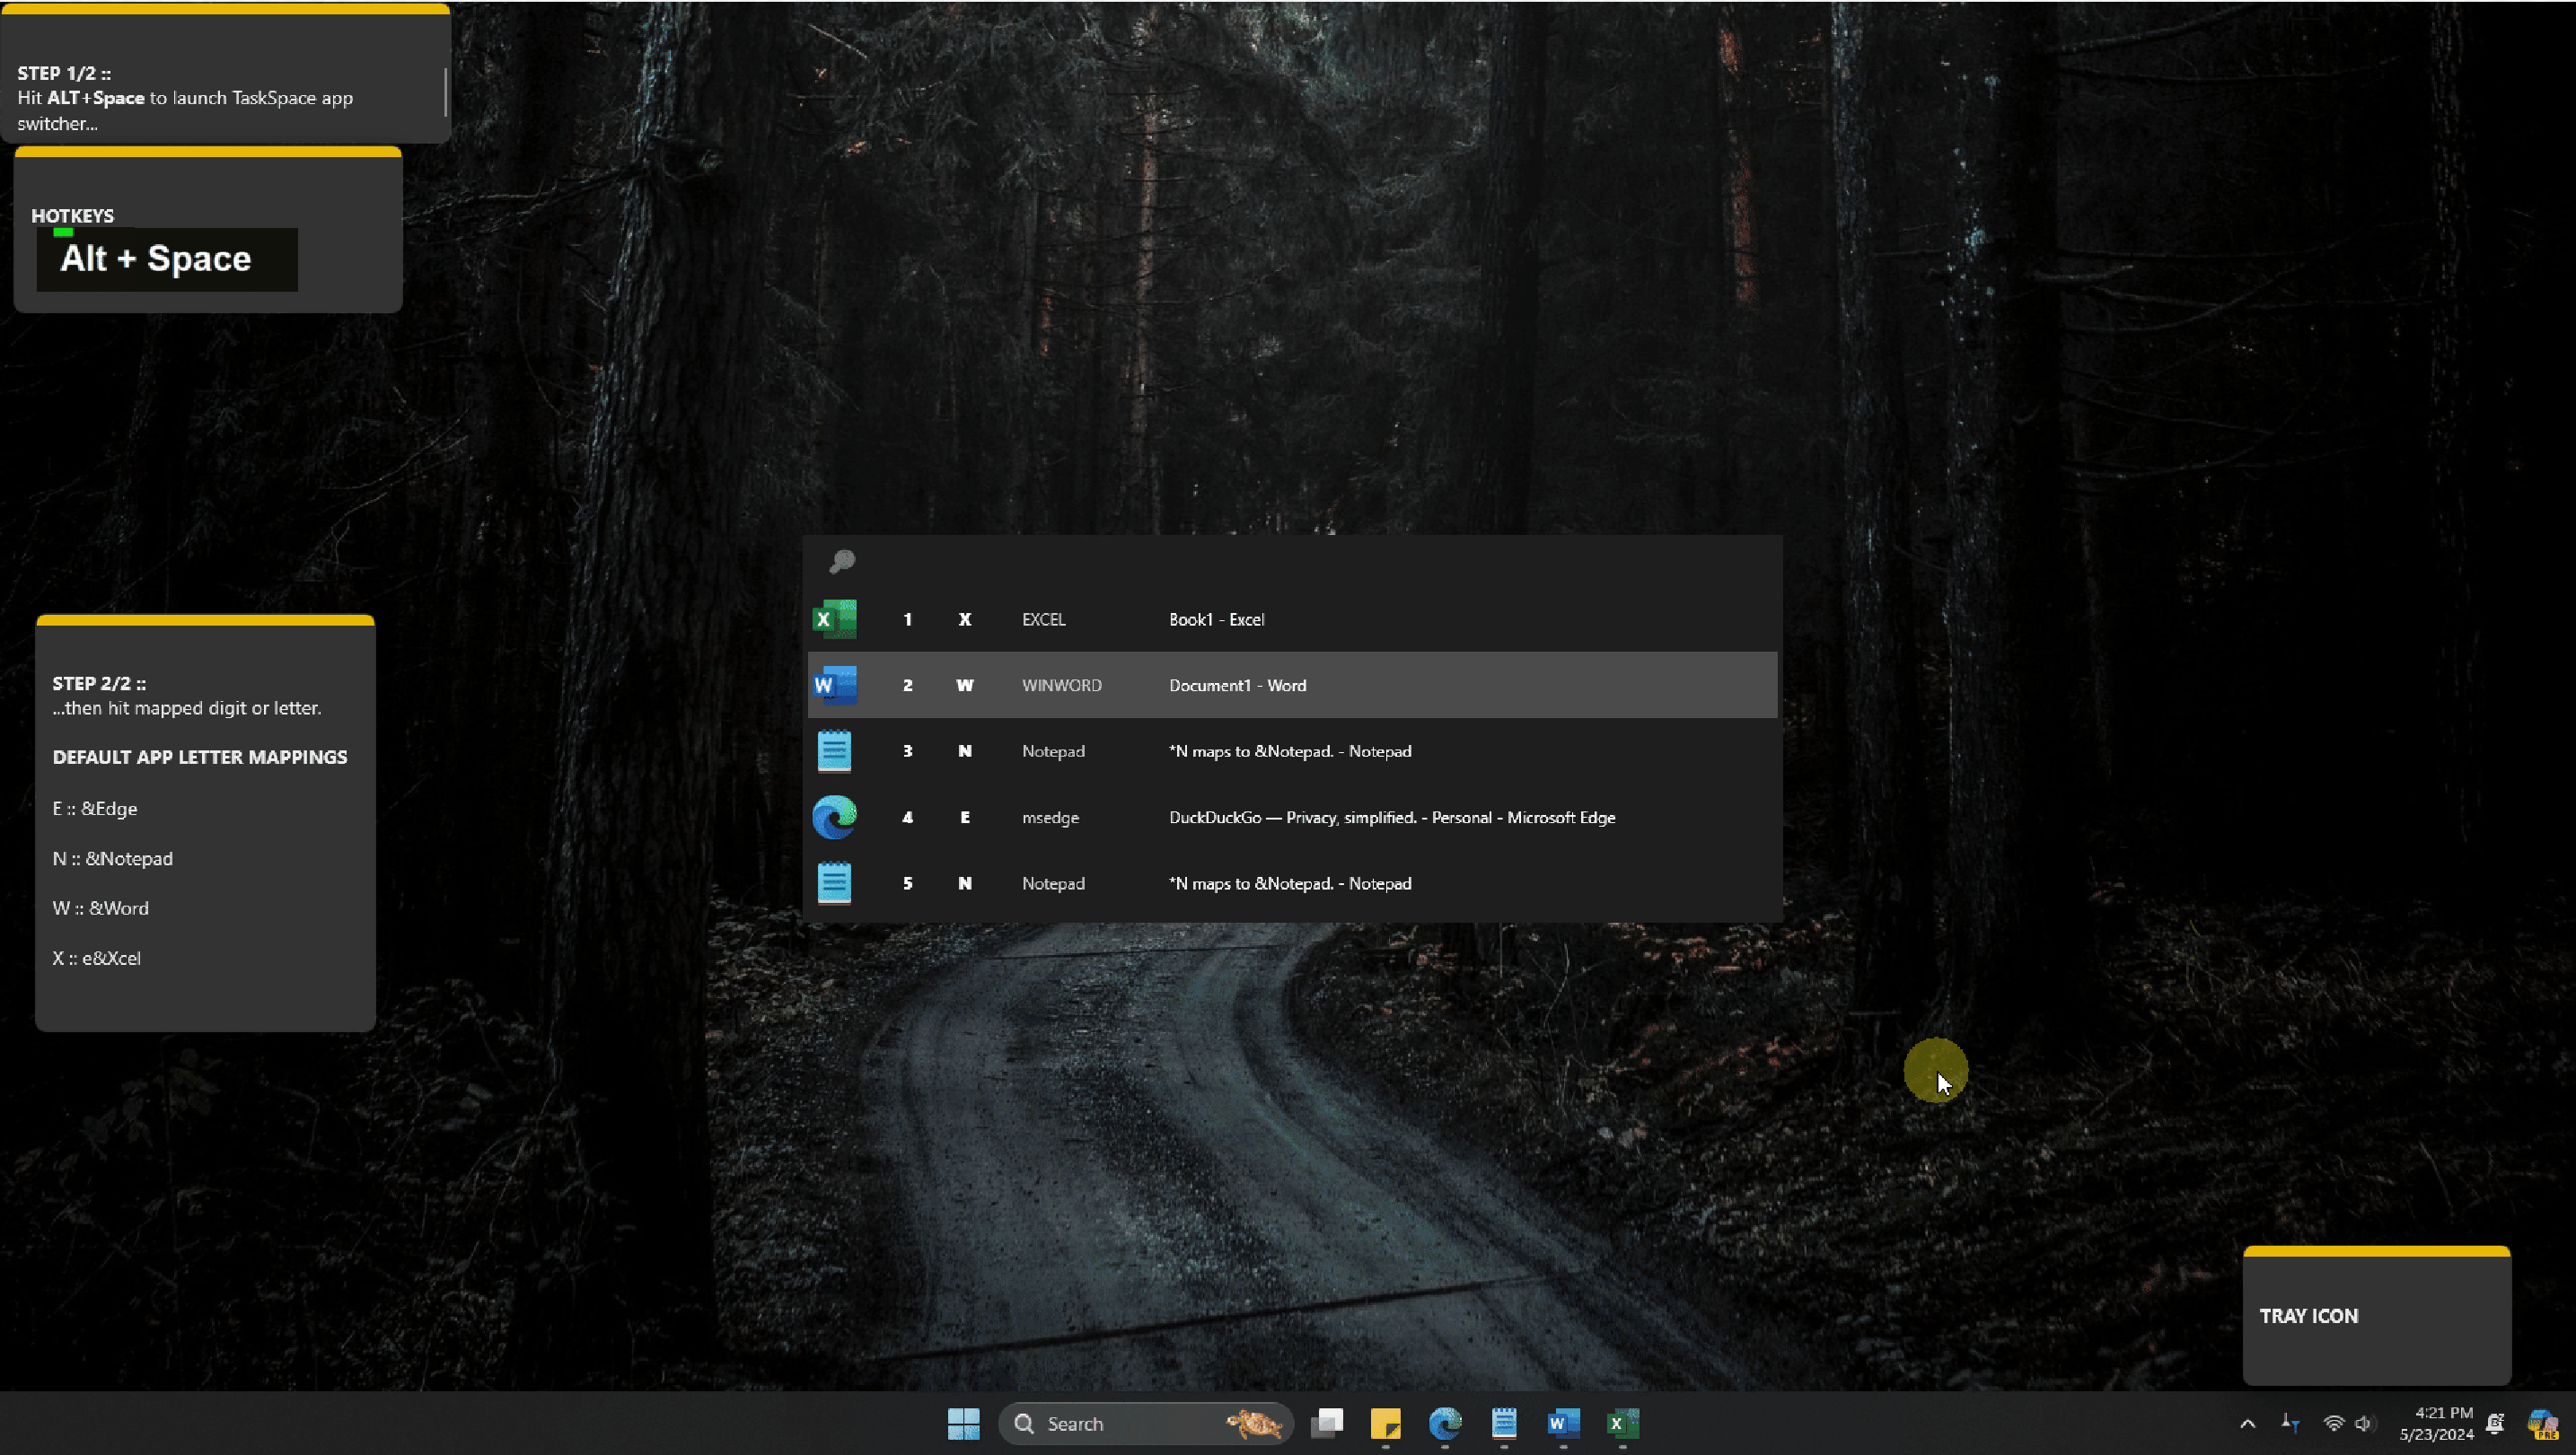 STEP 1/2 ::
Hit ALT+Space to launch TaskSpace app
switcher...
HOTKEYS
Alt + Space
STEP 2/2 ::
...then hit mapped digit or letter.
DEFAULT APP LETTER MAPPINGS
E :: &Edge
N :: &Notepad
W :: &Word
X :: e&Xcel
X 1 X EXCEL Book1 - Excel
W 2 W WINWORD Document1 - Word
3 N Notepad *N maps to &Notepad. - Notepad
4 E msedge DuckDuckGo — Privacy, simplified. - Personal - Microsoft Edge
5 N Notepad *N maps to &Notepad. - Notepad
TRAY ICON
Search W X 4:21 PM
5/23/2024
PRE